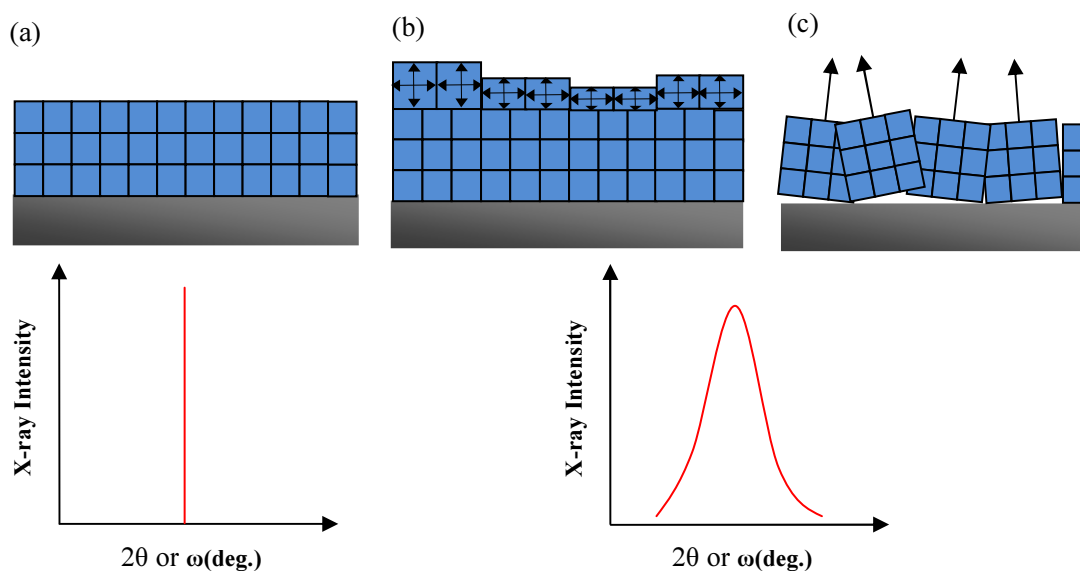 (a)
(b)
(c)
X-ray Intensity
2θ or ω(deg.)
X-ray Intensity
2θ or ω(deg.)